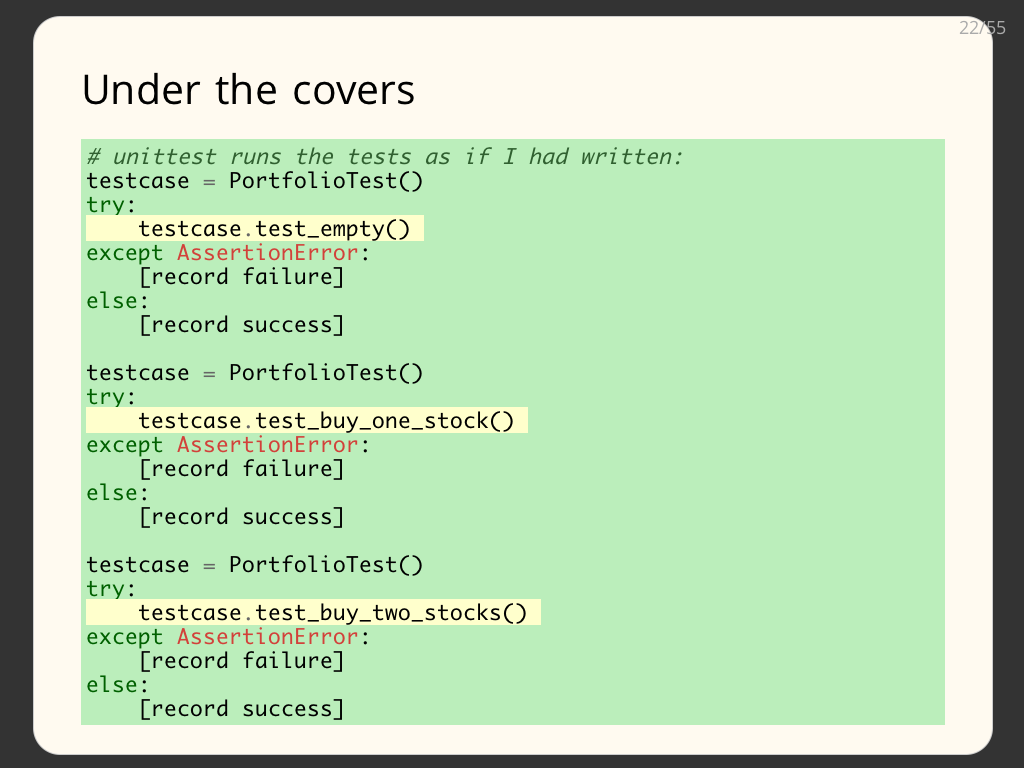 22/55
Under the covers
# unittest runs the tests as if I had written:
testcase = PortfolioTest()
try:
    testcase.test_empty()
except AssertionError:
    [record failure]
else:
    [record success]

testcase = PortfolioTest()
try:
    testcase.test_buy_one_stock()
except AssertionError:
    [record failure]
else:
    [record success]

testcase = PortfolioTest()
try:
    testcase.test_buy_two_stocks()
except AssertionError:
    [record failure]
else:
    [record success]